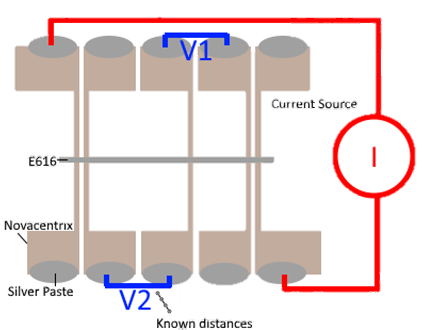 V1
Current Source
E616
I
Novacentrix
Silver Paste
V2
Known distances